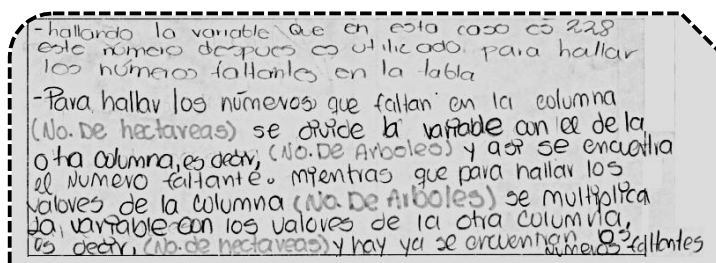 -hallando la variable que en esta caso es 228
este número despues es utilicado para hallar
los números faltantes en la tabla
-Para hallar los números que faltan en la columna
(No. De hectareas) se divide la variable con el de la
otra columna, es decir, (No. De Arboles) y asi se encuentra
el numero faltante. mientras que para hallar los
valores de la columna (No. De Arboles) se multiplica
la variable con los valores de la otra columna,
es decir, (No. de hectareas) y hay ya se encuentran los
números faltantes